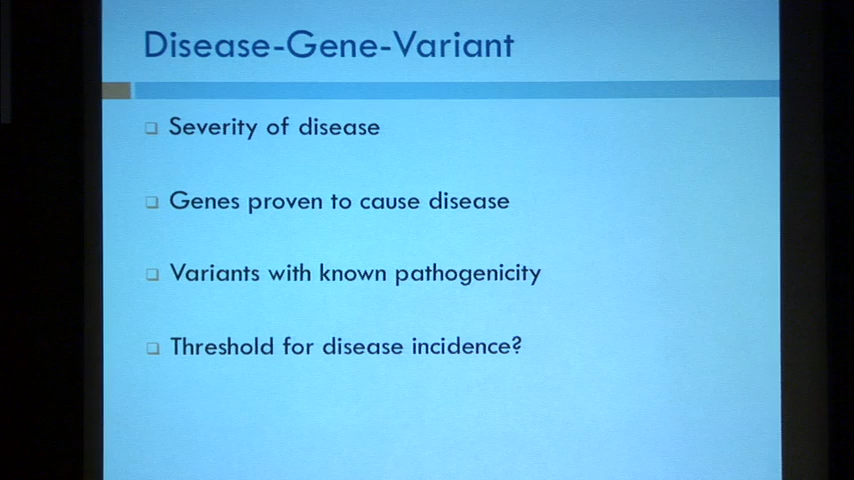 Disease-Gene-Variant
Severity of disease
Genes proven to cause disease
Variants with known pathogenicity
Threshold for disease incidence?